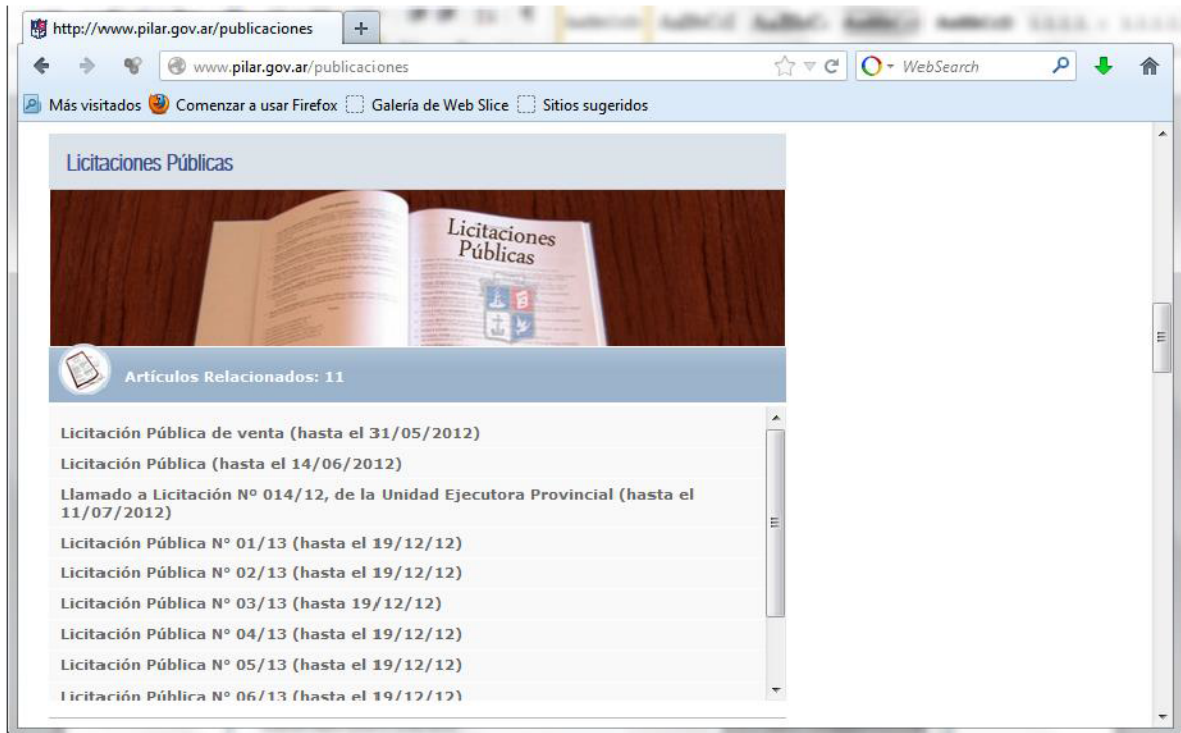 http://www.pilar.gov.ar/publicaciones
www.pilar.gov.ar/publicaciones
WebSearch
Más visitados Comenzar a usar Firefox Galería de Web Slice Sitios sugeridos
Licitaciones Públicas
Licitaciones
Públicas
Artículos Relacionados: 11
Licitación Pública de venta (hasta el 31/05/2012)
Licitación Pública (hasta el 14/06/2012)
Llamado a Licitación Nº 014/12, de la Unidad Ejecutora Provincial (hasta el
11/07/2012)
Licitación Pública N° 01/13 (hasta el 19/12/12)
Licitación Pública N° 02/13 (hasta el 19/12/12)
Licitación Pública N° 03/13 (hasta 19/12/12)
Licitación Pública N° 04/13 (hasta el 19/12/12)
Licitación Pública N° 05/13 (hasta el 19/12/12)
Licitación Pública N° 06/13 (hasta el 19/12/12)